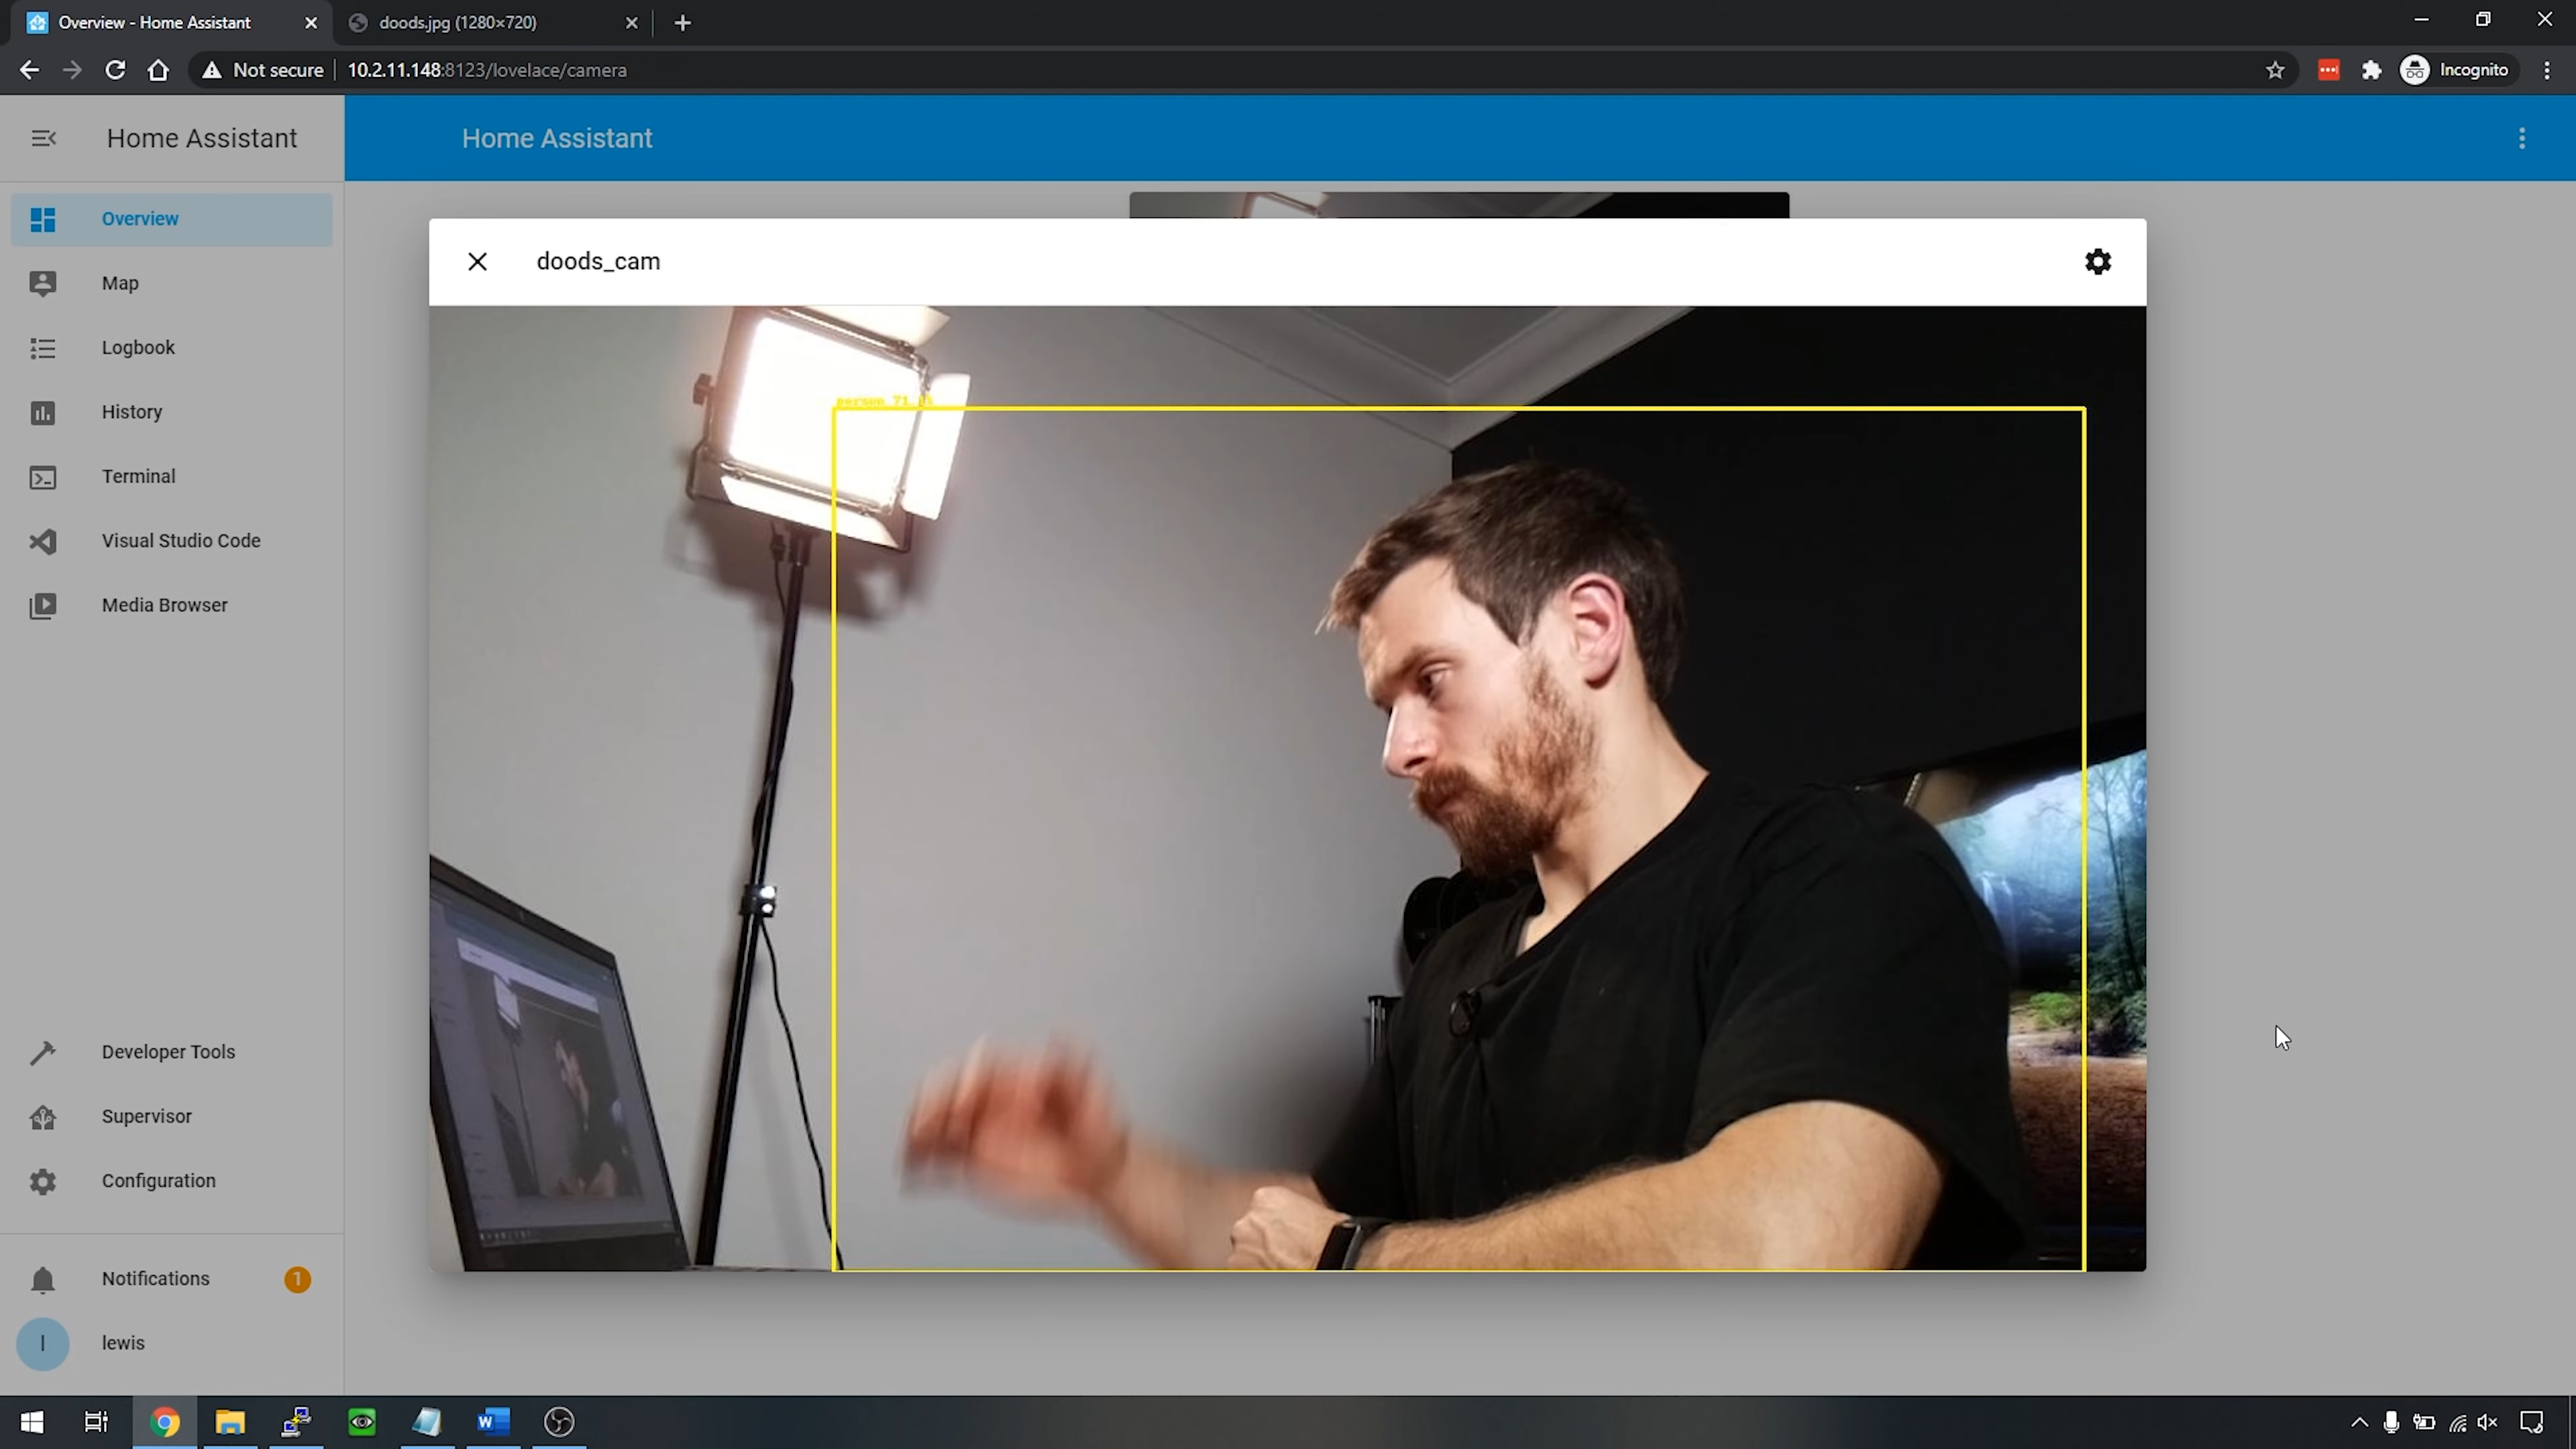 Overview - Home Assistant
doods.jpg (1280×720)
Not secure
10.2.11.148:8123/lovelace/camera
Incognito
Home Assistant
Home Assistant
Overview
doods_cam
Map
Logbook
person 71
History
Terminal
Visual Studio Code
Media Browser
Developer Tools
Supervisor
Configuration
Notifications
1
l
lewis